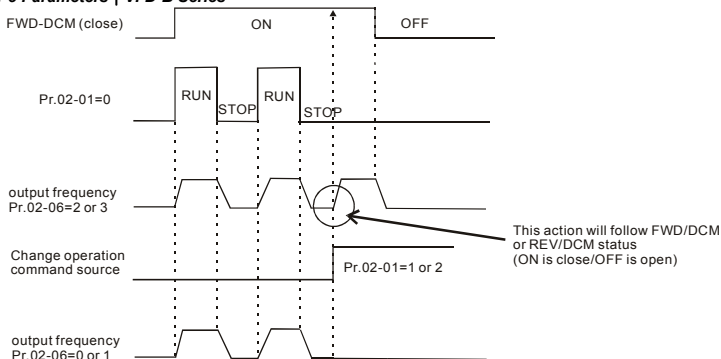 Parameters | VFD-B Series
FWD-DCM (close)
ON
OFF
Pr.02-01=0
RUN
STOP
RUN
STOP
output frequency
Pr.02-06=2 or 3
This action will follow FWD/DCM
or REV/DCM status
(ON is close/OFF is open)
Change operation
command source
Pr.02-01=1 or 2
output frequency
Pr.02-06=0 or 1